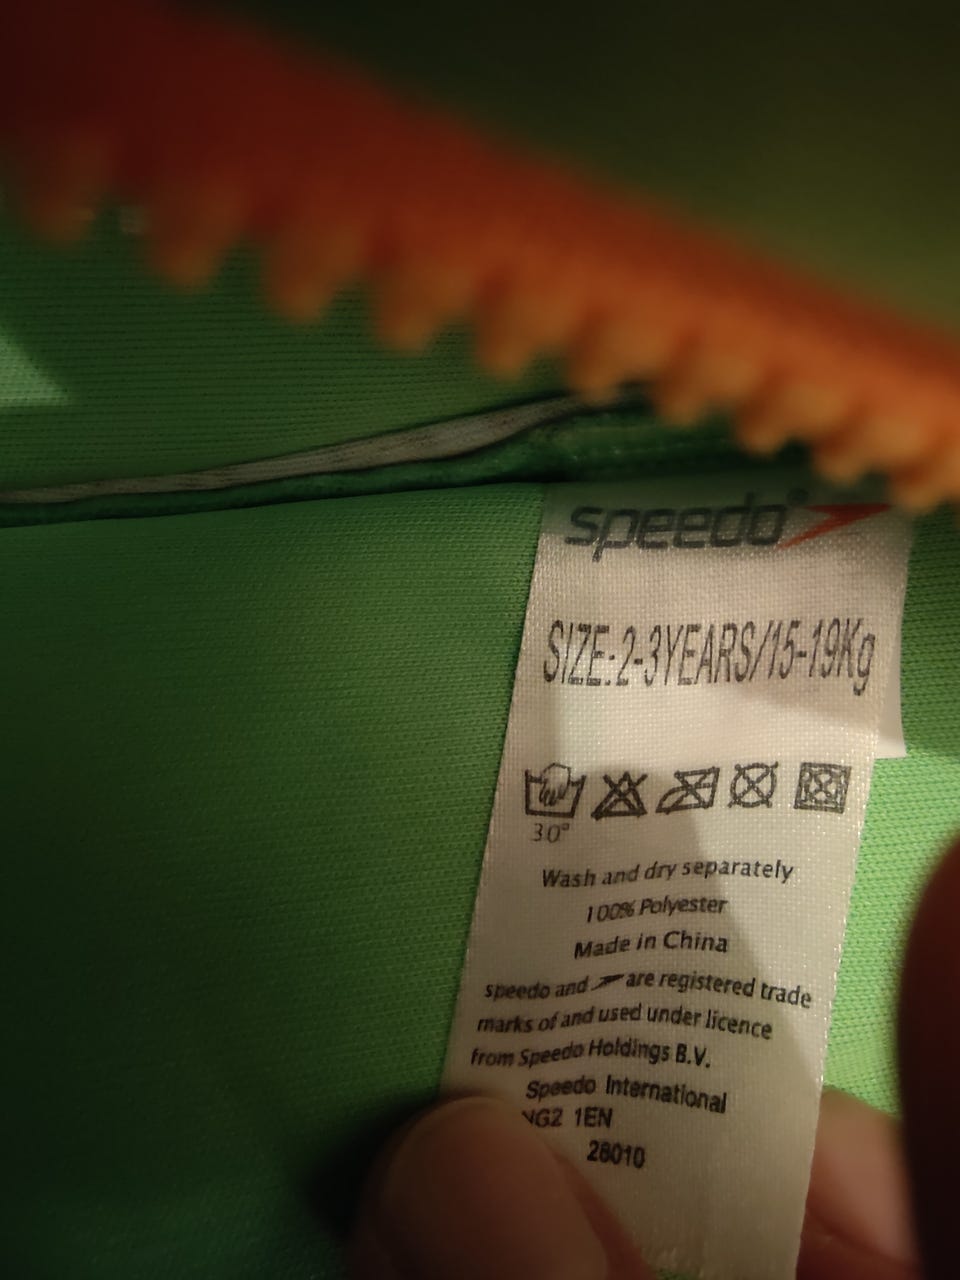 speedo
SIZE:2-3YEARS/15-19Kg
30°
Wash and dry separately
100% Polyester
Made in China
speedo and are registered trade
marks of and used under licence
from Speedo Holdings B.V.
Speedo International
NG2 1EN
28010